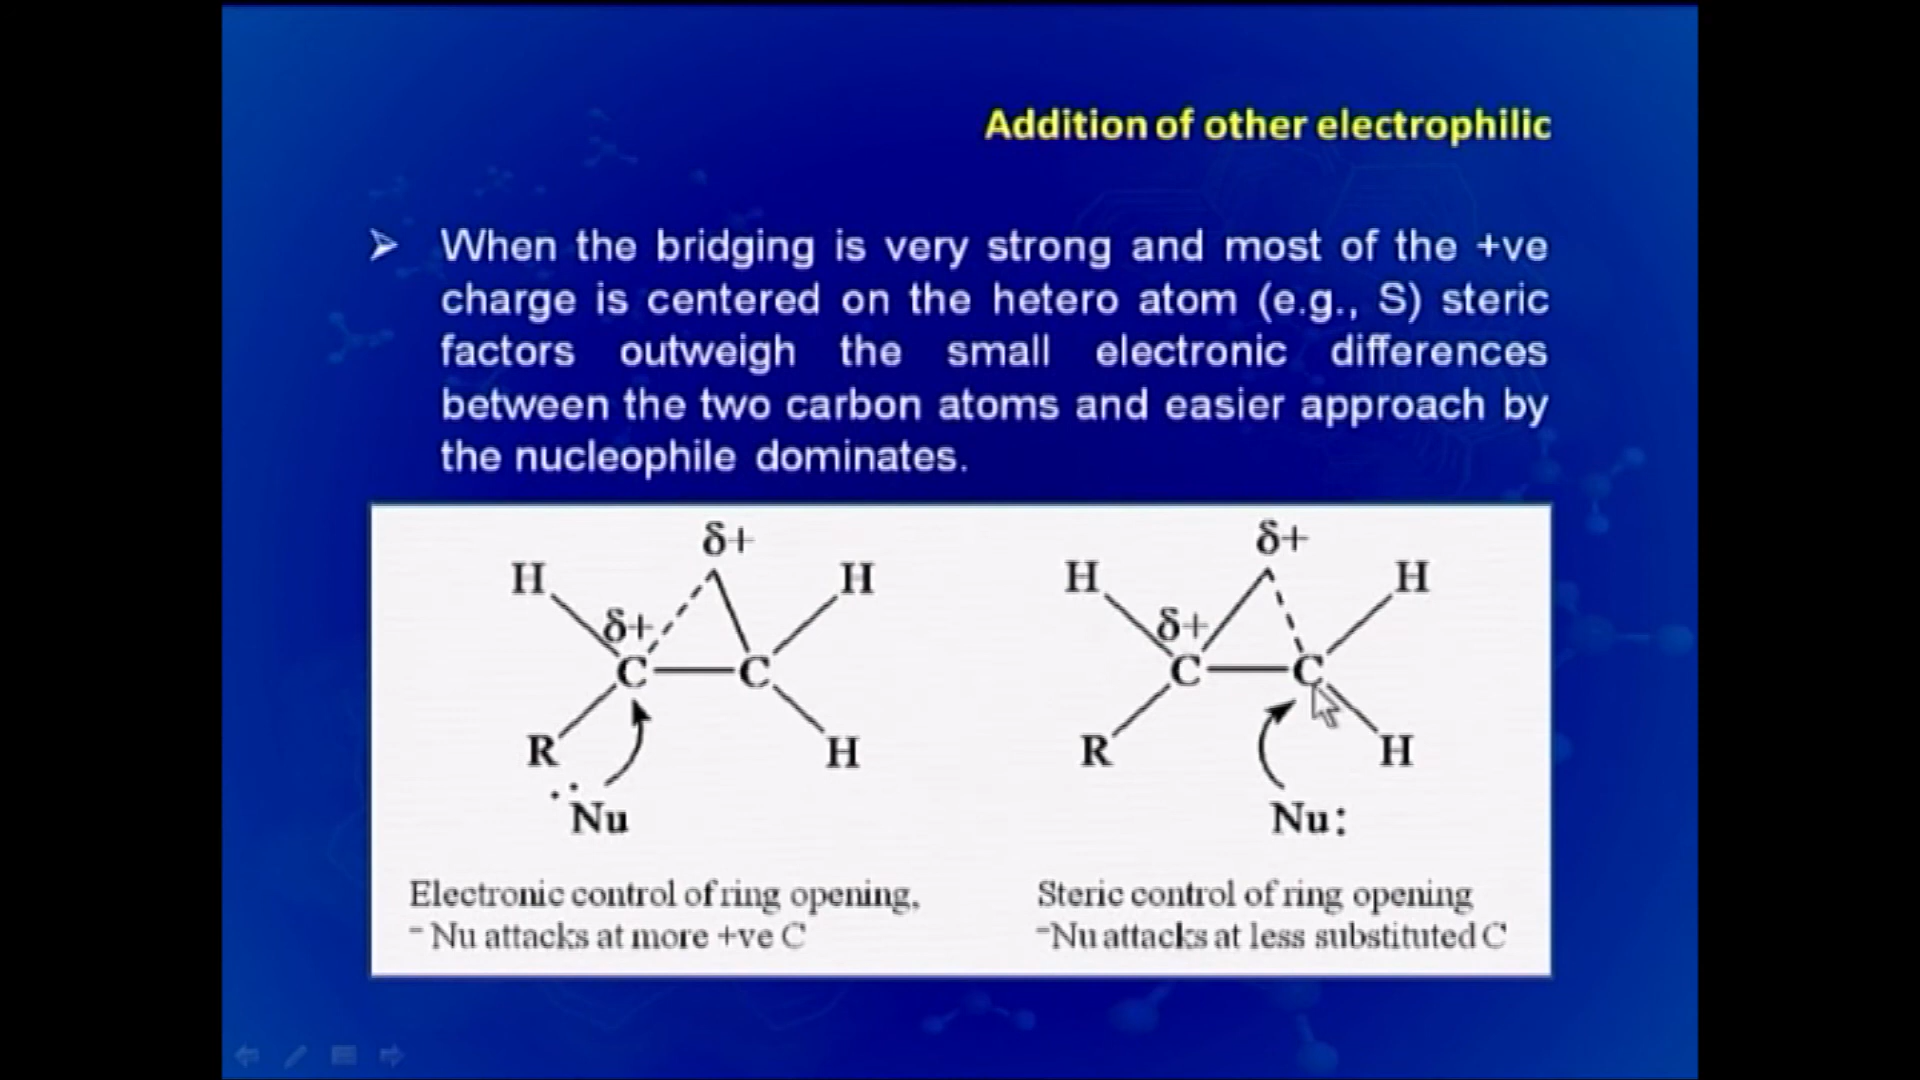 Addition of other electrophilic
➢ When the bridging is very strong and most of the +ve
charge is centered on the hetero atom (e.g., S) steric
factors outweigh the small electronic differences
between the two carbon atoms and easier approach by
the nucleophile dominates.
δ+ δ+
H H H H
δ+ δ+
C C C C
R H R H
Nu Nu:
Electronic control of ring opening, Steric control of ring opening
⁻ Nu attacks at more +ve C ⁻Nu attacks at less substituted C